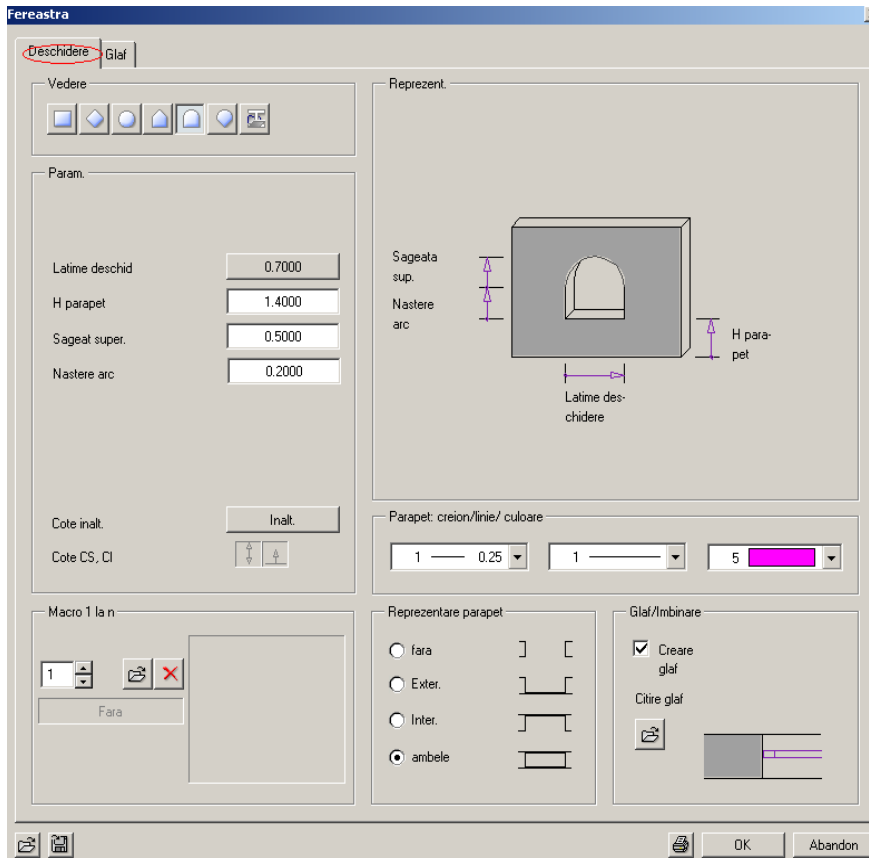 Fereastra
Deschidere
Glaf
Vedere
Reprezent.
Param.
Latime deschid
0.7000
H parapet
1.4000
Sageat super.
0.5000
Nastere arc
0.2000
Cote inalt.
Inalt.
Cote CS, CI
Sageata
sup.
Nastere
arc
H para-
pet
Latime des-
chidere
Parapet: creion/linie/ culoare
1
0.25
1
5
Macro 1 la n
1
Fara
Reprezentare parapet
fara
Exter.
Inter.
ambele
Glaf/Imbinare
Creare
glaf
Citire glaf
OK
Abandon